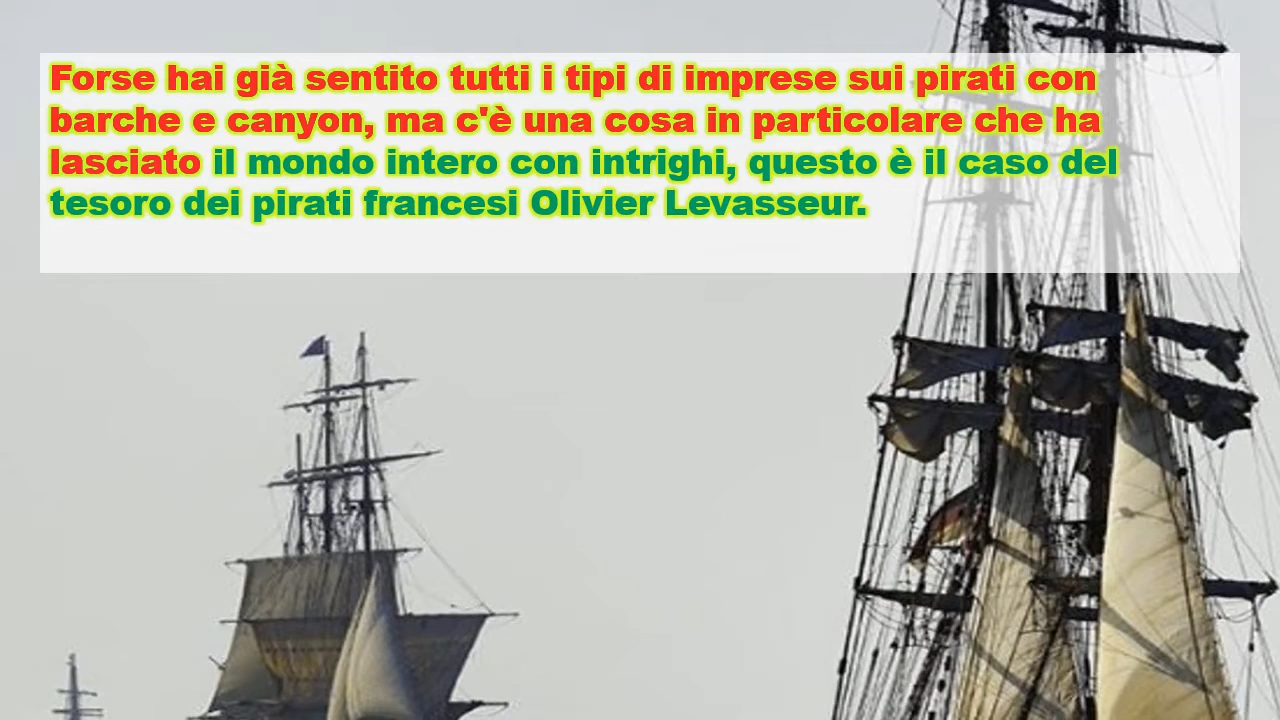 Forse hai già sentito tutti i tipi di imprese sui pirati con
barche e canyon, ma c'è una cosa in particolare che ha
lasciato il mondo intero con intrighi, questo è il caso del
tesoro dei pirati francesi Olivier Levasseur.